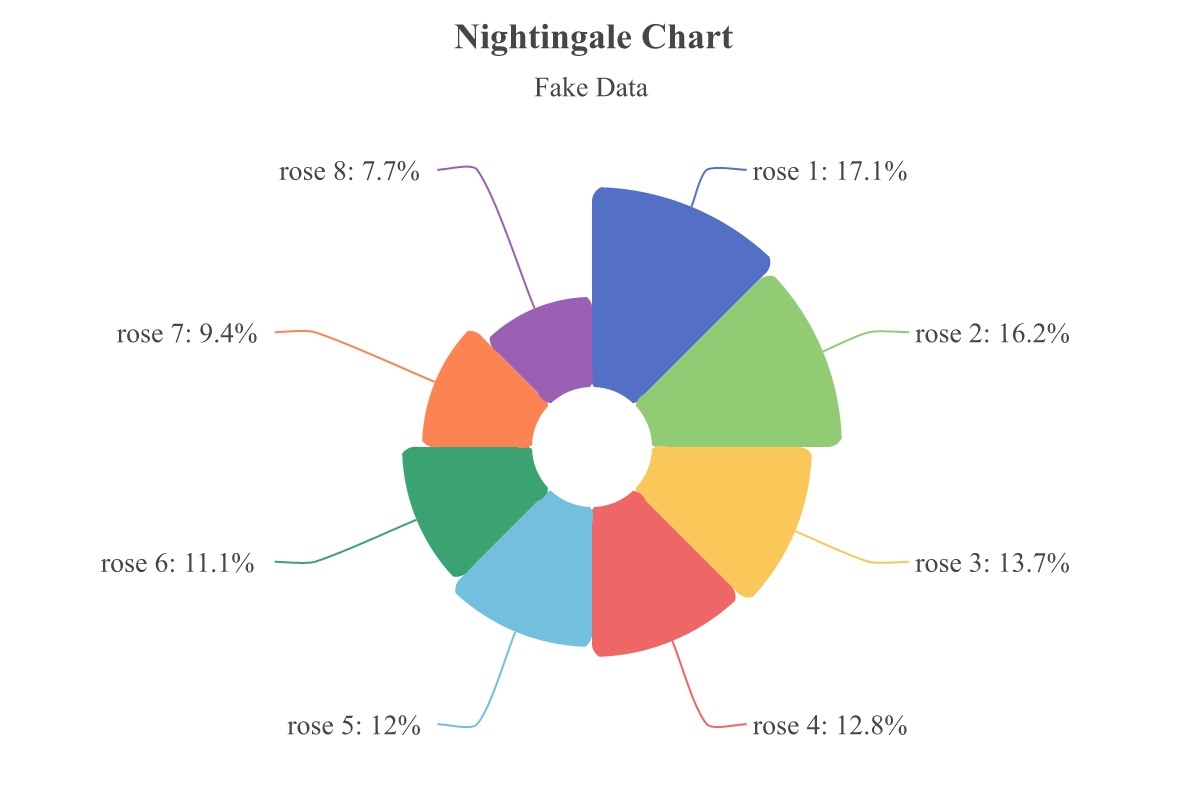 Nightingale Chart
Fake Data
rose 8: 7.7%
rose 1: 17.1%
rose 7: 9.4%
rose 2: 16.2%
rose 6: 11.1%
rose 3: 13.7%
rose 5: 12%
rose 4: 12.8%